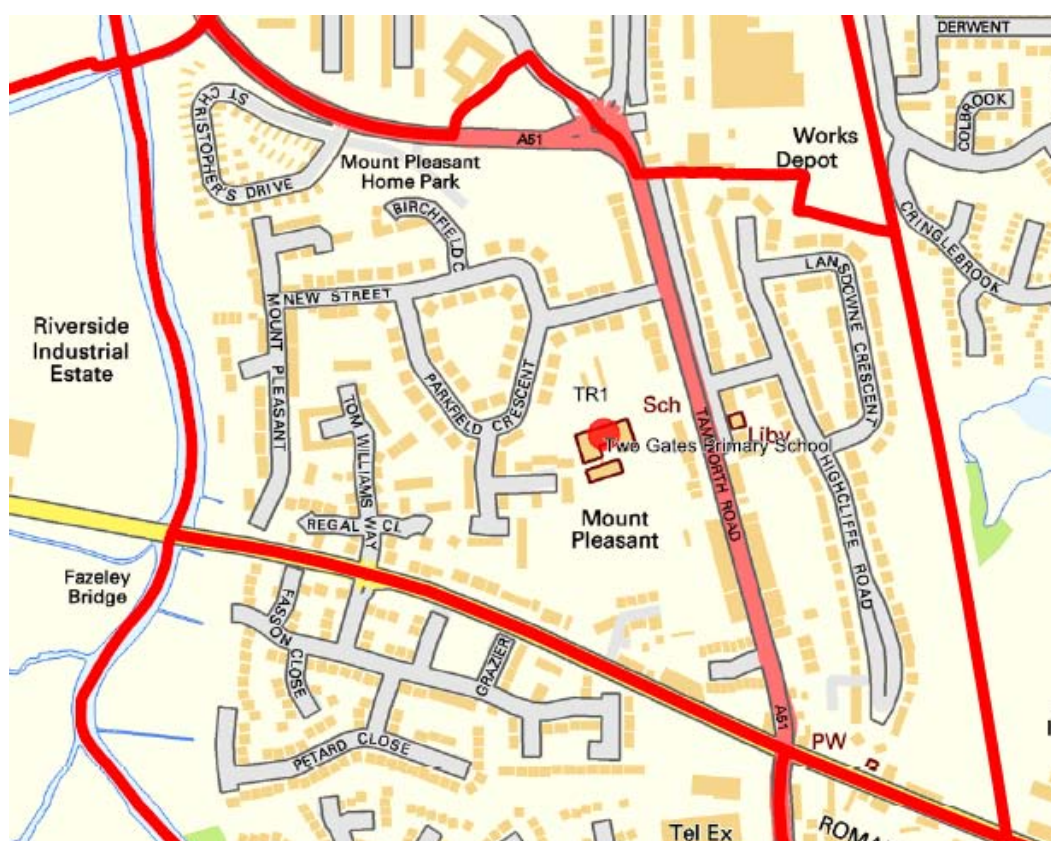 DERWENT
COLBROOK
Works
Depot
A51
ST
CHRISTOPHER'S DRIVE
Mount Pleasant
Home Park
BIRCHFIELD C
CRINGLEBROOK
LANSDOWNE CRESCENT
NEW STREET
MOUNT PLEASANT
Riverside
Industrial
Estate
PARKFIELD CRESCENT
TOM WILLIAMS WAY
TR1
Sch
Liby
Two Gates Primary School
TAMWORTH ROAD
HIGHCLIFFE ROAD
REGAL CL
Mount
Pleasant
Fazeley
Bridge
FASSON CLOSE
GRAZIER
PETARD CLOSE
A51
PW
Tel Ex
ROMA